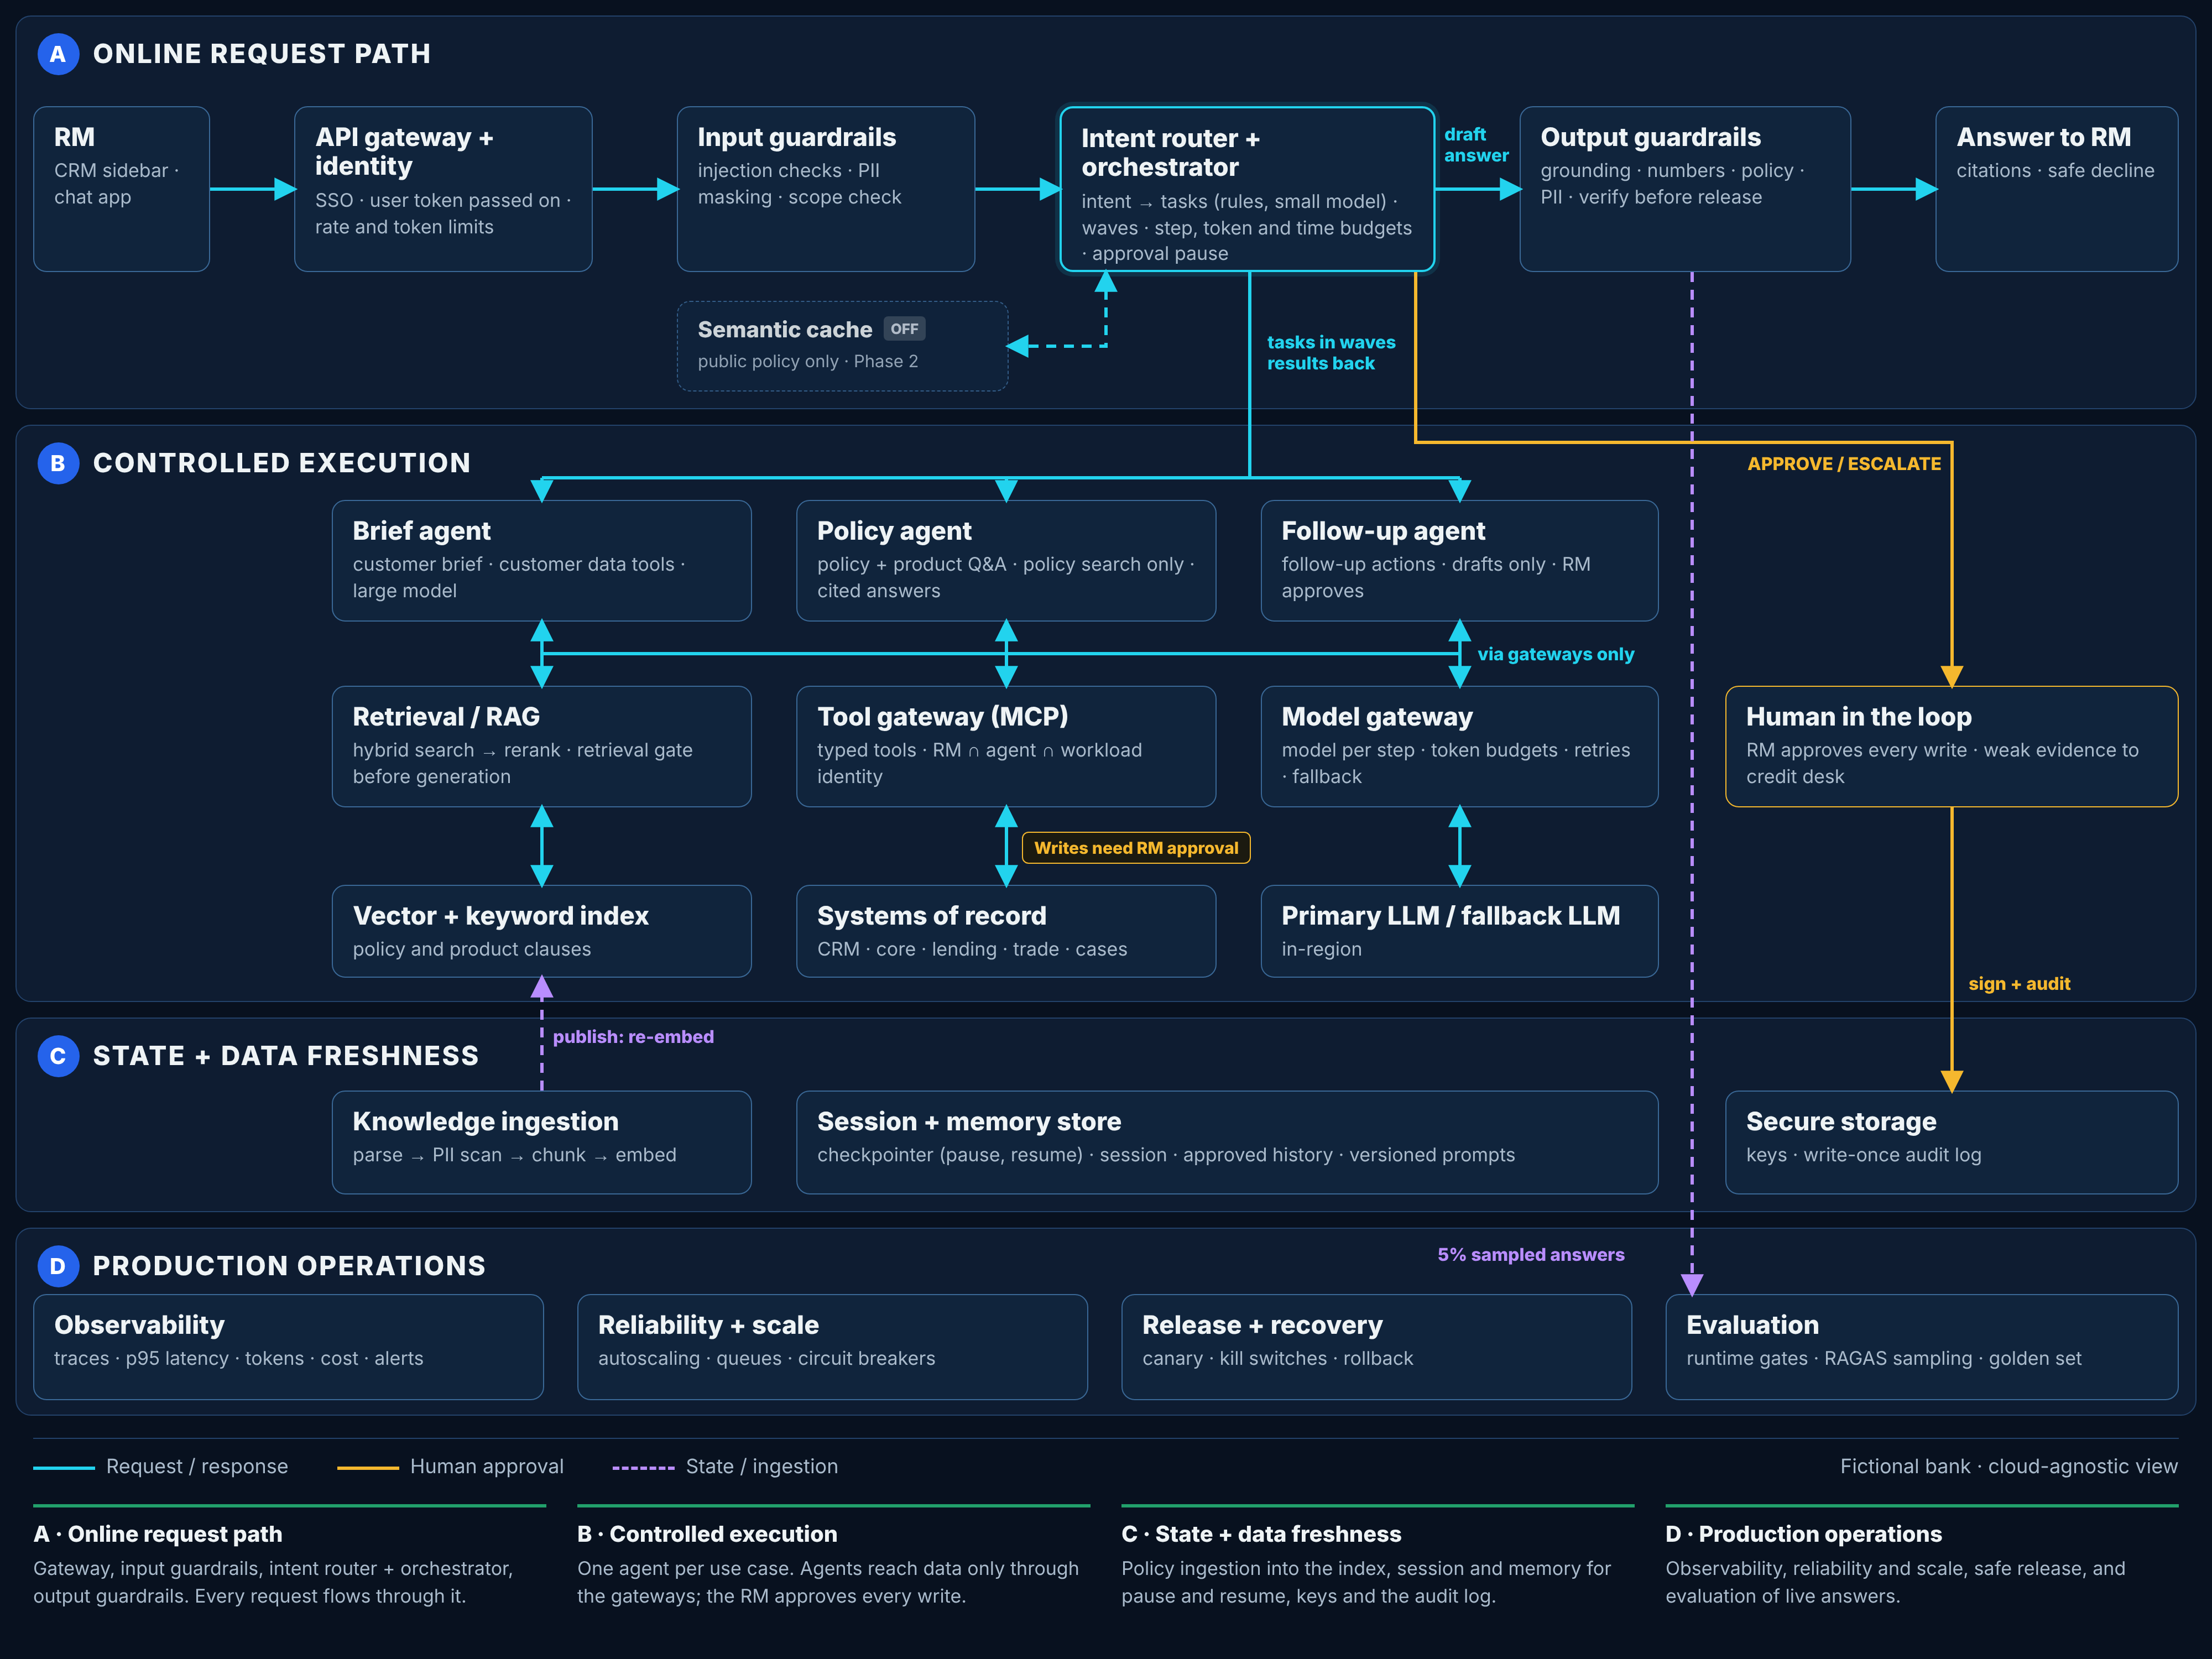 A ONLINE REQUEST PATH
RM
CRM sidebar ·
chat app
API gateway +
identity
SSO · user token passed on ·
rate and token limits
Input guardrails
injection checks · PII
masking · scope check
Intent router +
orchestrator
intent → tasks (rules, small model) ·
waves · step, token and time budgets
· approval pause
draft
answer
Output guardrails
grounding · numbers · policy ·
PII · verify before release
Answer to RM
citations · safe decline
Semantic cache OFF
public policy only · Phase 2
tasks in waves
results back
B CONTROLLED EXECUTION
APPROVE / ESCALATE
Brief agent
customer brief · customer data tools ·
large model
Policy agent
policy + product Q&A · policy search only ·
cited answers
Follow-up agent
follow-up actions · drafts only · RM
approves
via gateways only
Retrieval / RAG
hybrid search → rerank · retrieval gate
before generation
Tool gateway (MCP)
typed tools · RM ∩ agent ∩ workload
identity
Model gateway
model per step · token budgets · retries
· fallback
Human in the loop
RM approves every write · weak evidence to
credit desk
Writes need RM approval
Vector + keyword index
policy and product clauses
Systems of record
CRM · core · lending · trade · cases
Primary LLM / fallback LLM
in-region
sign + audit
publish: re-embed
C STATE + DATA FRESHNESS
Knowledge ingestion
parse → PII scan → chunk → embed
Session + memory store
checkpointer (pause, resume) · session · approved history · versioned prompts
Secure storage
keys · write-once audit log
D PRODUCTION OPERATIONS
5% sampled answers
Observability
traces · p95 latency · tokens · cost · alerts
Reliability + scale
autoscaling · queues · circuit breakers
Release + recovery
canary · kill switches · rollback
Evaluation
runtime gates · RAGAS sampling · golden set
Request / response
Human approval
State / ingestion
Fictional bank · cloud-agnostic view
A · Online request path
Gateway, input guardrails, intent router + orchestrator,
output guardrails. Every request flows through it.
B · Controlled execution
One agent per use case. Agents reach data only through
the gateways; the RM approves every write.
C · State + data freshness
Policy ingestion into the index, session and memory for
pause and resume, keys and the audit log.
D · Production operations
Observability, reliability and scale, safe release, and
evaluation of live answers.